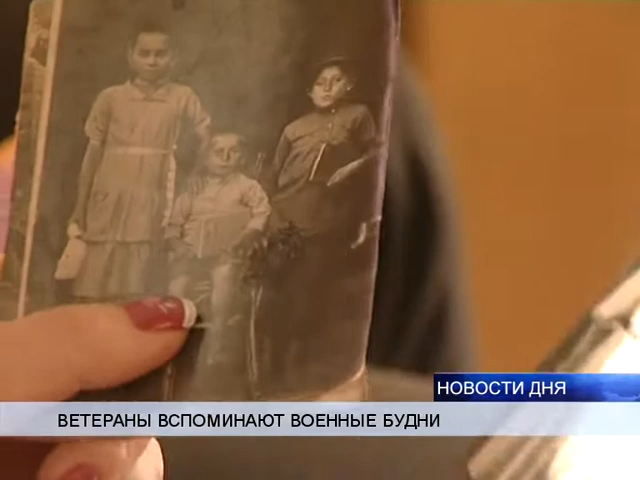 НОВОСТИ ДНЯ
ВЕТЕРАНЫ ВСПОМИНАЮТ ВОЕННЫЕ БУДНИ